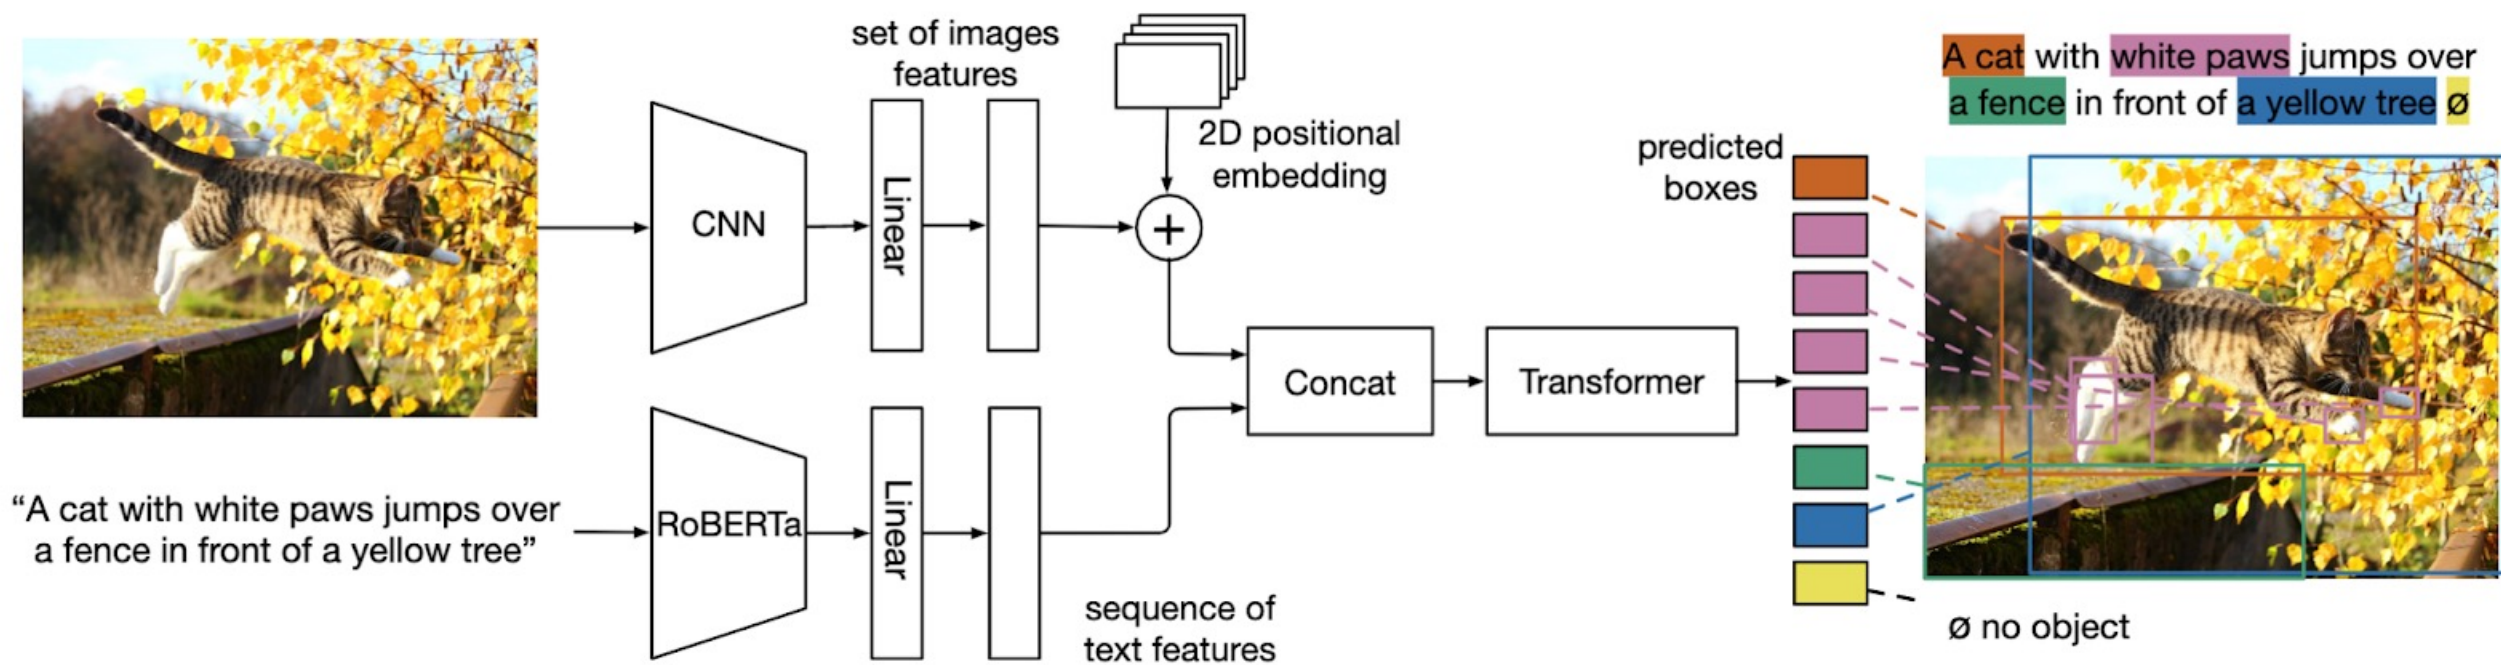 set of images
features
2D positional
embedding
A cat with white paws jumps over
a fence in front of a yellow tree ø
predicted
boxes
CNN
Linear
+
Concat
Transformer
“A cat with white paws jumps over
a fence in front of a yellow tree”
RoBERTa
Linear
sequence of
text features
ø no object